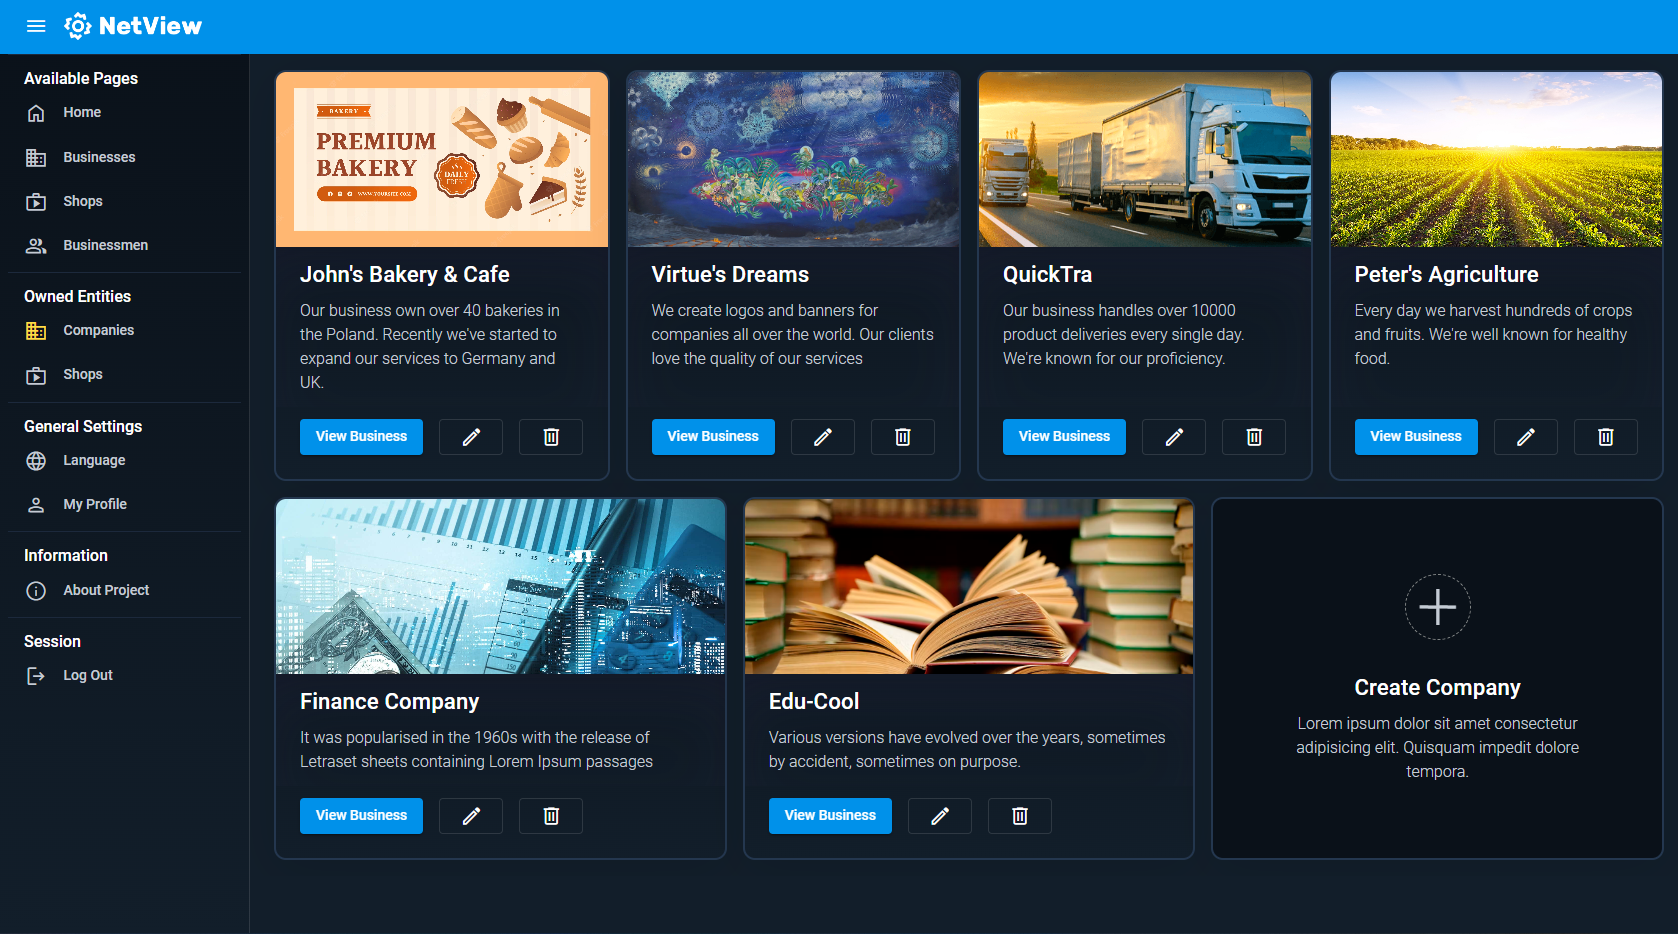 NetView
Available Pages
Home
Businesses
Shops
Businessmen
Owned Entities
Companies
Shops
General Settings
Language
My Profile
Information
About Project
Session
Log Out
BAKERY
PREMIUM
BAKERY
DAILY
FRESH
WWW.YOURSITE.COM
John's Bakery & Cafe
Our business own over 40 bakeries in
the Poland. Recently we've started to
expand our services to Germany and
UK.
View Business
Virtue's Dreams
We create logos and banners for
companies all over the world. Our clients
love the quality of our services
View Business
QuickTra
Our business handles over 10000
product deliveries every single day.
We're known for our proficiency.
View Business
Peter's Agriculture
Every day we harvest hundreds of crops
and fruits. We're well known for healthy
food.
View Business
Finance Company
It was popularised in the 1960s with the release of
Letraset sheets containing Lorem Ipsum passages
View Business
Edu-Cool
Various versions have evolved over the years, sometimes
by accident, sometimes on purpose.
View Business
Create Company
Lorem ipsum dolor sit amet consectetur
adipisicing elit. Quisquam impedit dolore
tempora.